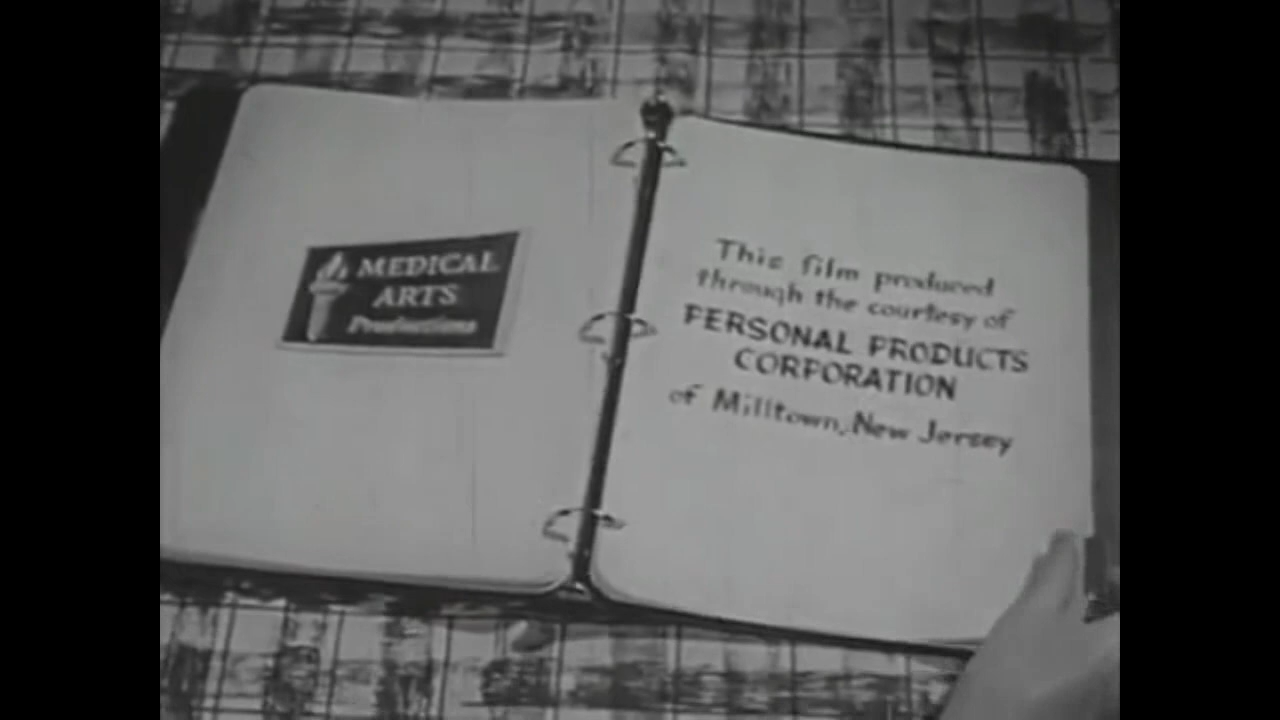 MEDICAL
ARTS
Productions
This film produced
through the courtesy of
PERSONAL PRODUCTS
CORPORATION
of Milltown, New Jersey